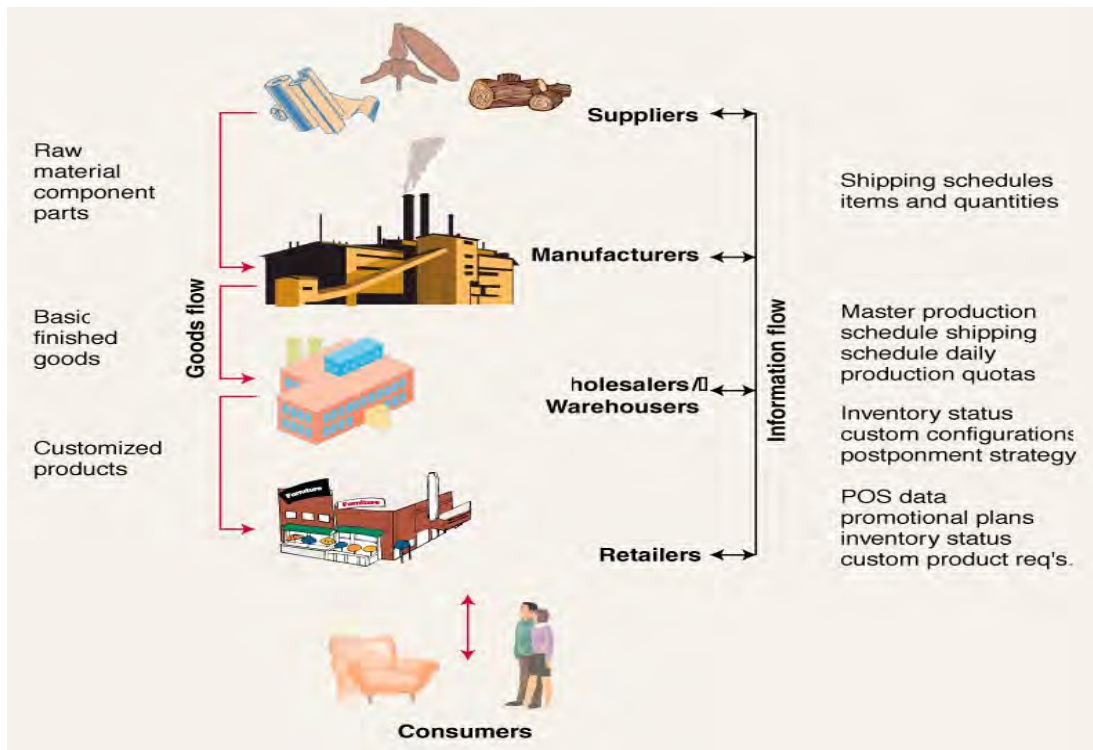 Suppliers
Raw
material
component
parts
Shipping schedules
items and quantities
Manufacturers
Goods flow
Information flow
Basic
finished
goods
Master production
schedule shipping
schedule daily
production quotas
holesalers/
Warehousers
Inventory status
custom configurations
postponment strategy
Customized
products
Furniture
Furniture
POS data
promotional plans
inventory status
custom product req's.
Retailers
Consumers